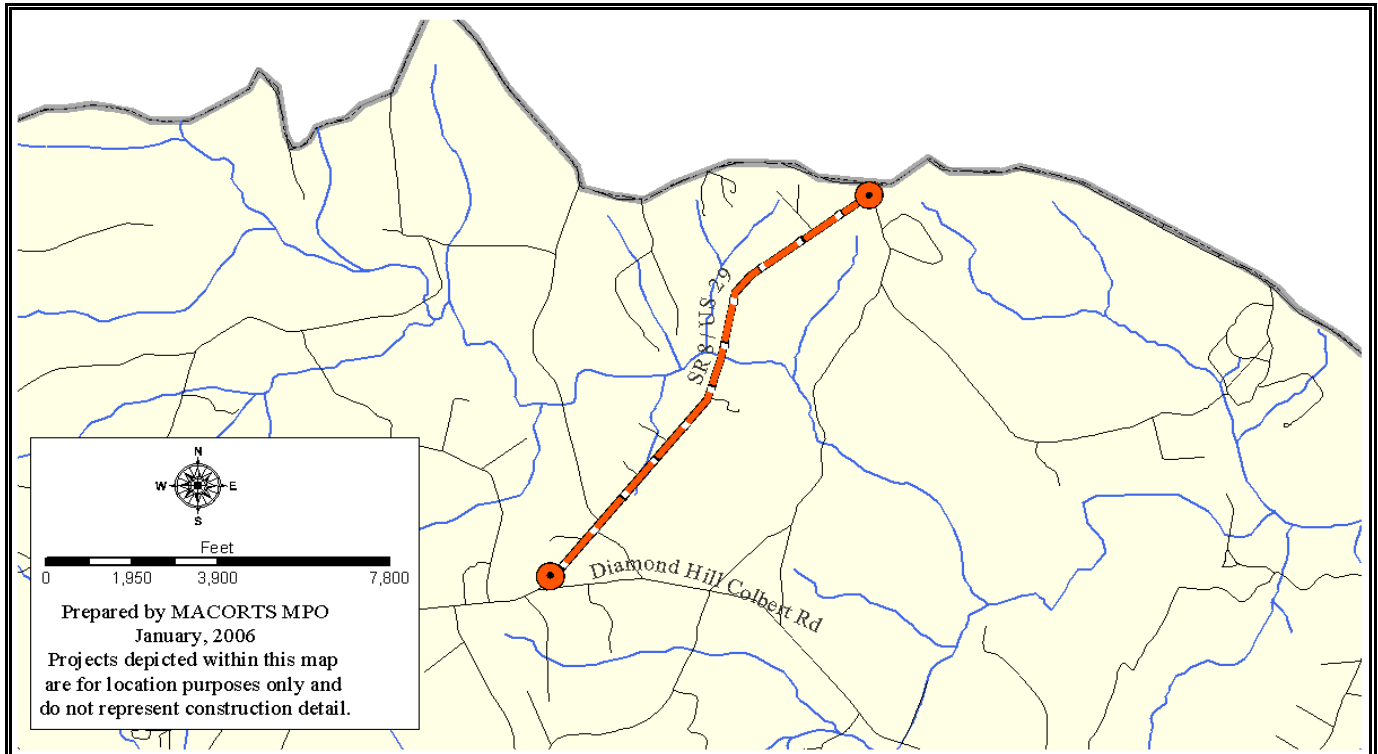 SR 8 / US 29
Diamond Hill Colbert Rd
N
W E
S
Feet
0 1,950 3,900 7,800
Prepared by MACORTS MPO
January, 2006
Projects depicted within this map
are for location purposes only and
do not represent construction detail.